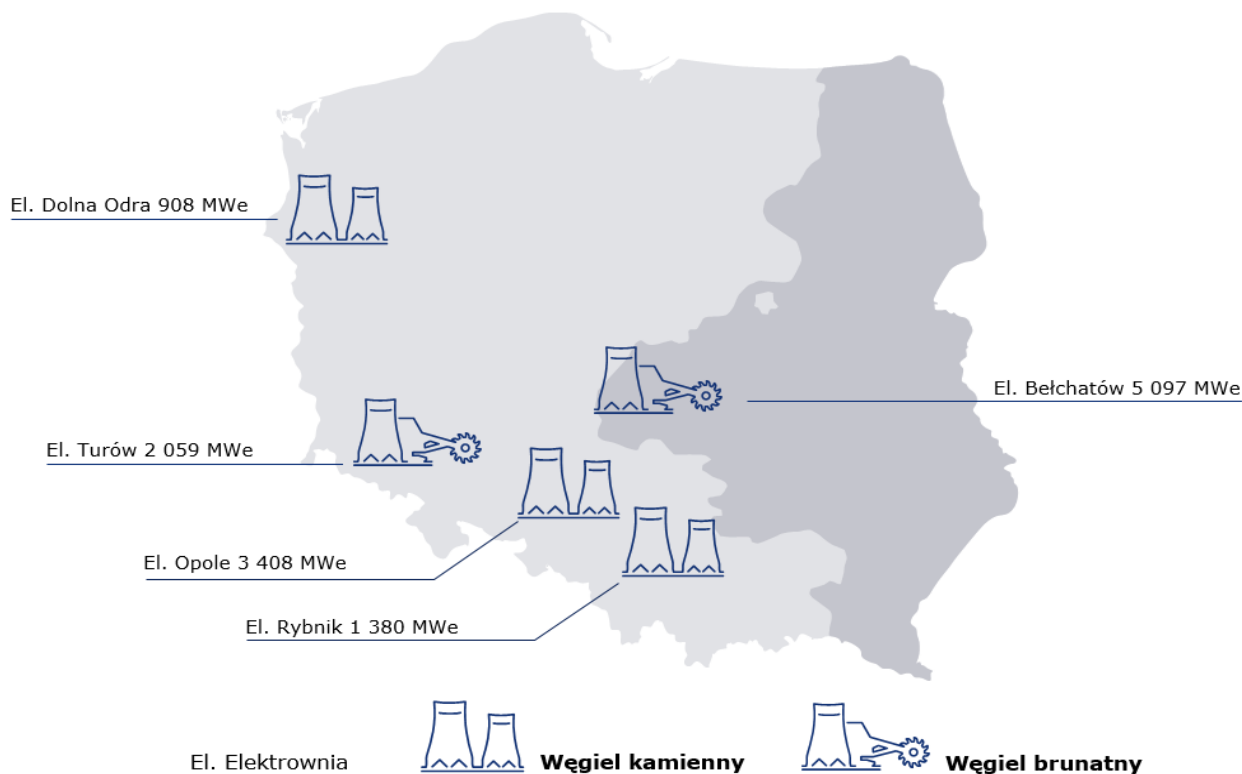 El. Dolna Odra 908 MWe
El. Bełchatów 5 097 MWe
El. Turów 2 059 MWe
El. Opole 3 408 MWe
El. Rybnik 1 380 MWe
El. Elektrownia
Węgiel kamienny
Węgiel brunatny